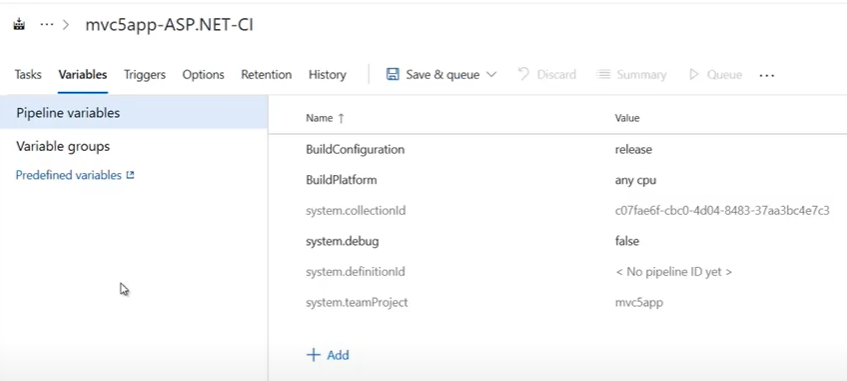 ... > mvc5app-ASP.NET-CI
Tasks Variables Triggers Options Retention History Save & queue Discard Summary Queue ...
Pipeline variables
Variable groups
Predefined variables
Name ↑ Value
BuildConfiguration release
BuildPlatform any cpu
system.collectionId c07fae6f-cbc0-4d04-8483-37aa3bc4e7c3
system.debug false
system.definitionId < No pipeline ID yet >
system.teamProject mvc5app
+ Add